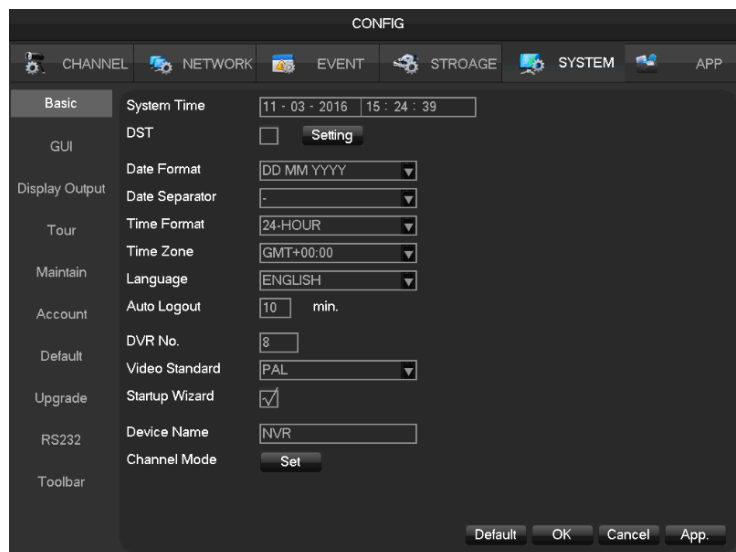 CONFIG
CHANNEL NETWORK EVENT STROAGE SYSTEM APP
Basic
GUI
Display Output
Tour
Maintain
Account
Default
Upgrade
RS232
Toolbar
System Time 11 - 03 - 2016 15 : 24 : 39
DST Setting
Date Format DD MM YYYY
Date Separator -
Time Format 24-HOUR
Time Zone GMT+00:00
Language ENGLISH
Auto Logout 10 min.
DVR No. 8
Video Standard PAL
Startup Wizard
Device Name NVR
Channel Mode Set
Default OK Cancel App.